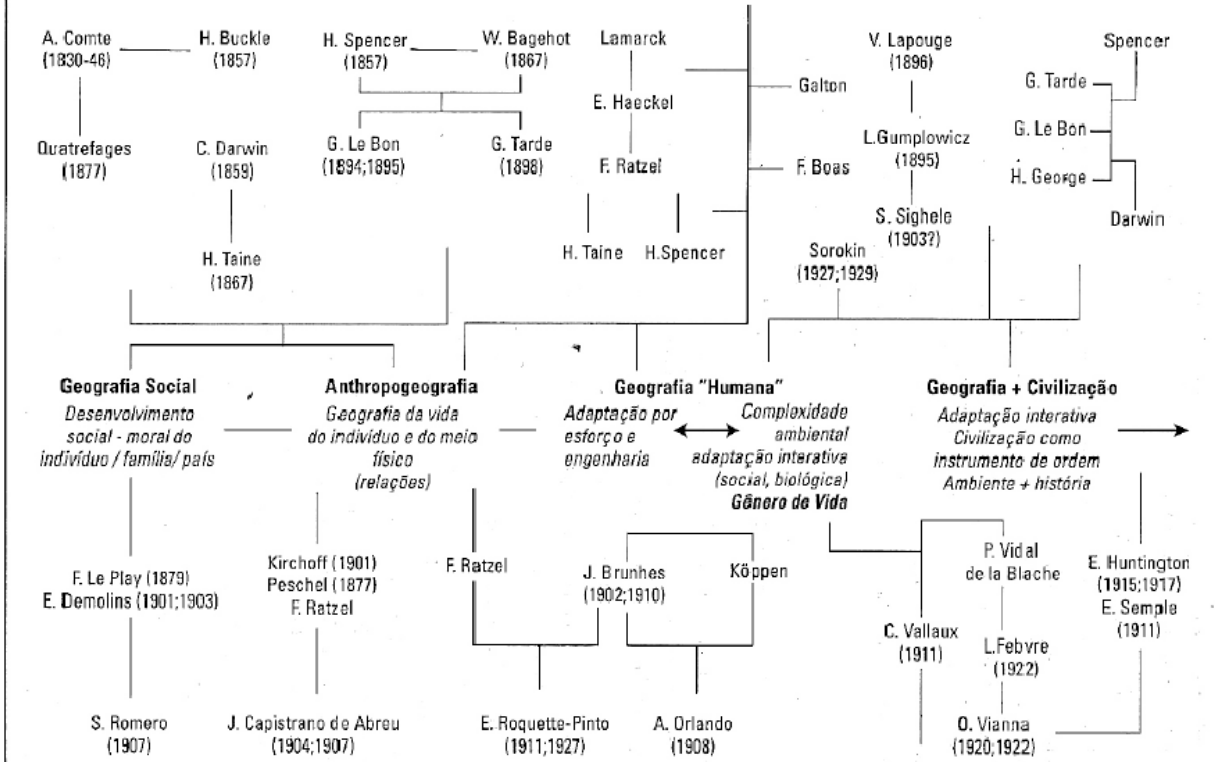 A. Comte
(1830-46)
H. Buckle
(1857)
H. Spencer
(1857)
W. Bagehot
(1867)
Lamarck
V. Lapouge
(1896)
Spencer
Galton
G. Tarde
E. Haeckel
Quatrefages
(1877)
C. Darwin
(1859)
G. Le Bon
(1894;1895)
G. Tarde
(1898)
F. Ratzel
F. Boas
L.Gumplowicz
(1895)
G. Le Bon
H. George
Darwin
H. Taine
(1867)
H. Taine
H.Spencer
S. Sighele
(1903?)
Sorokin
(1927;1929)
Geografia Social
Desenvolvimento
social - moral do
indivíduo / família/ país
Anthropogeografia
Geografia da vida
do indivíduo e do meio
físico
(relações)
Geografia "Humana"
Adaptação por
esforço e
engenharia
Complexidade
ambiental
adaptação interativa
(social, biológica)
Gênero de Vida
Geografia + Civilização
Adaptação interativa
Civilização como
instrumento de ordem
Ambiente + história
F. Le Play (1879)
E. Demolins (1901;1903)
Kirchoff (1901)
Peschel (1877)
F. Ratzel
F. Ratzel
J. Brunhes
(1902;1910)
Köppen
P. Vidal
de la Blache
E. Huntington
(1915;1917)
E. Semple
(1911)
C. Vallaux
(1911)
L.Febvre
(1922)
S. Romero
(1907)
J. Capistrano de Abreu
(1904;1907)
E. Roquette-Pinto
(1911;1927)
A. Orlando
(1908)
O. Vianna
(1920;1922)